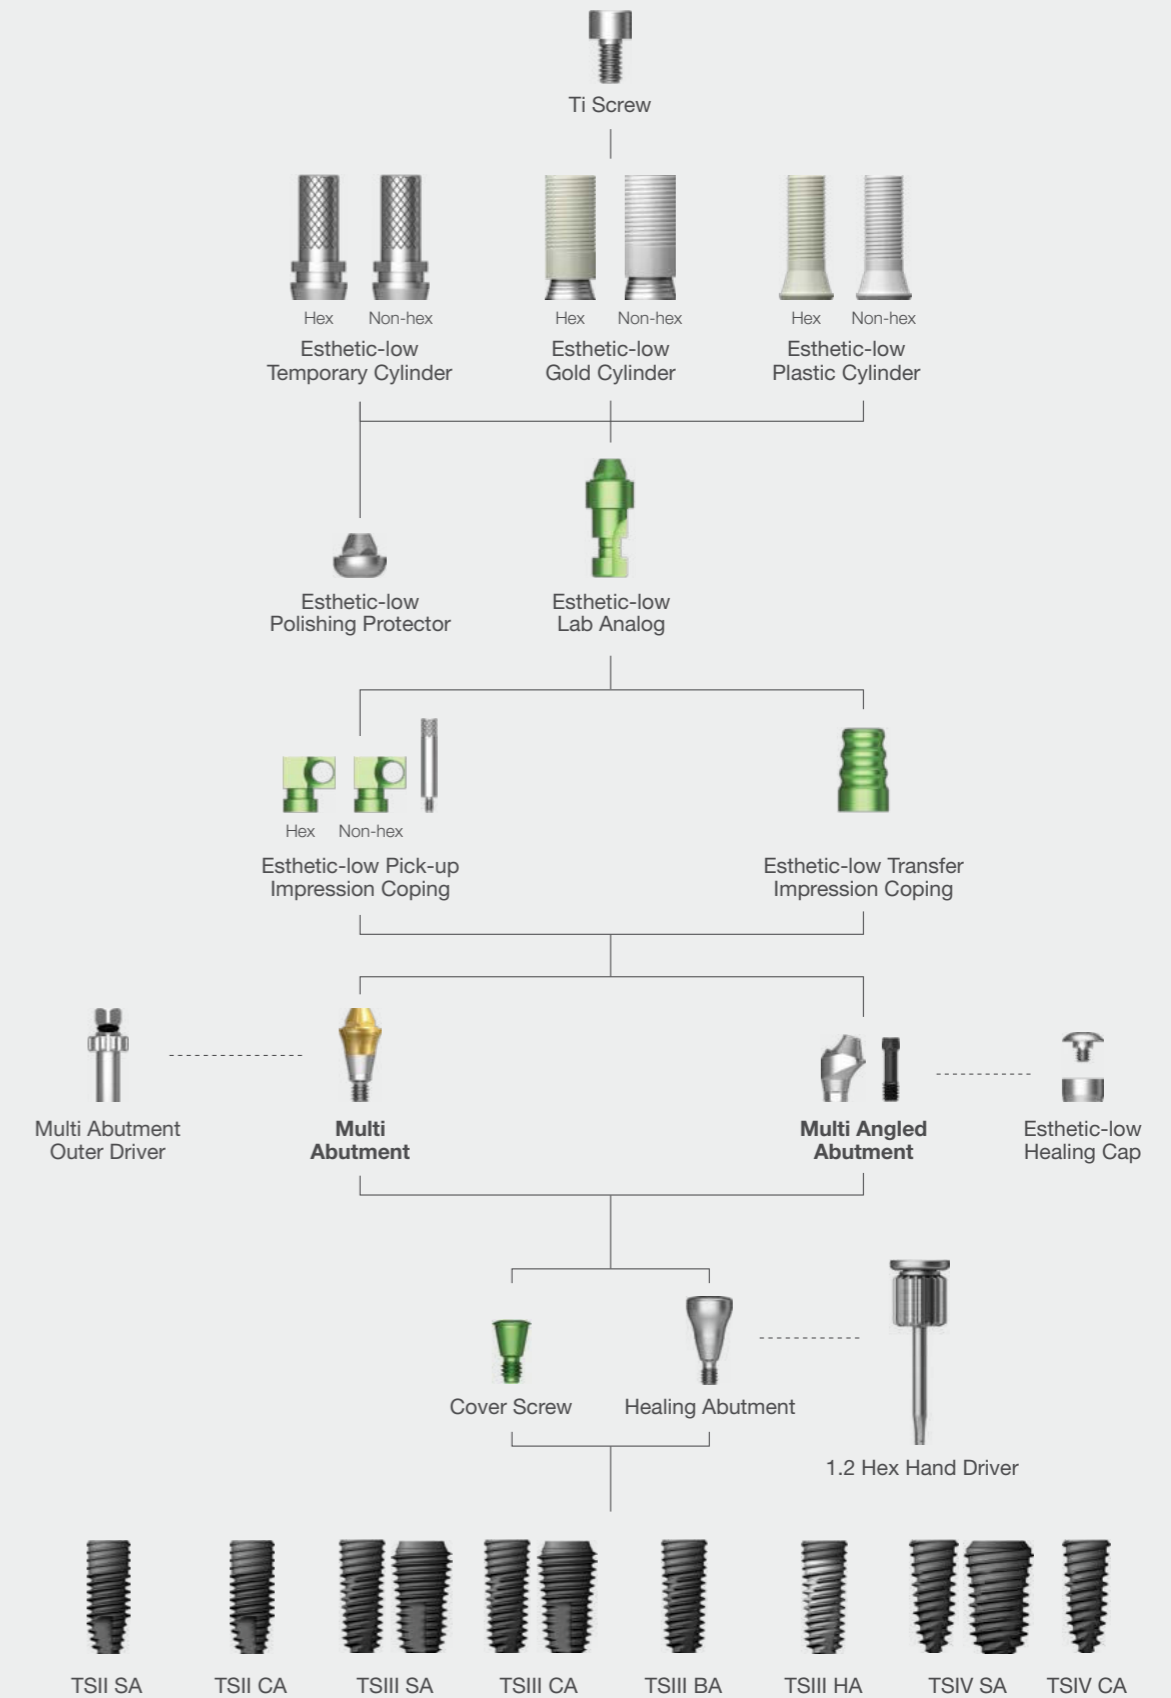 Ti Screw
Hex Non-hex
Esthetic-low
Temporary Cylinder
Hex Non-hex
Esthetic-low
Gold Cylinder
Hex Non-hex
Esthetic-low
Plastic Cylinder
Esthetic-low
Polishing Protector
Esthetic-low
Lab Analog
Hex Non-hex
Esthetic-low Pick-up
Impression Coping
Esthetic-low Transfer
Impression Coping
Multi Abutment
Outer Driver
Multi
Abutment
Multi Angled
Abutment
Esthetic-low
Healing Cap
Cover Screw
Healing Abutment
1.2 Hex Hand Driver
TSII SA
TSII CA
TSIII SA
TSIII CA
TSIII BA
TSIII HA
TSIV SA
TSIV CA